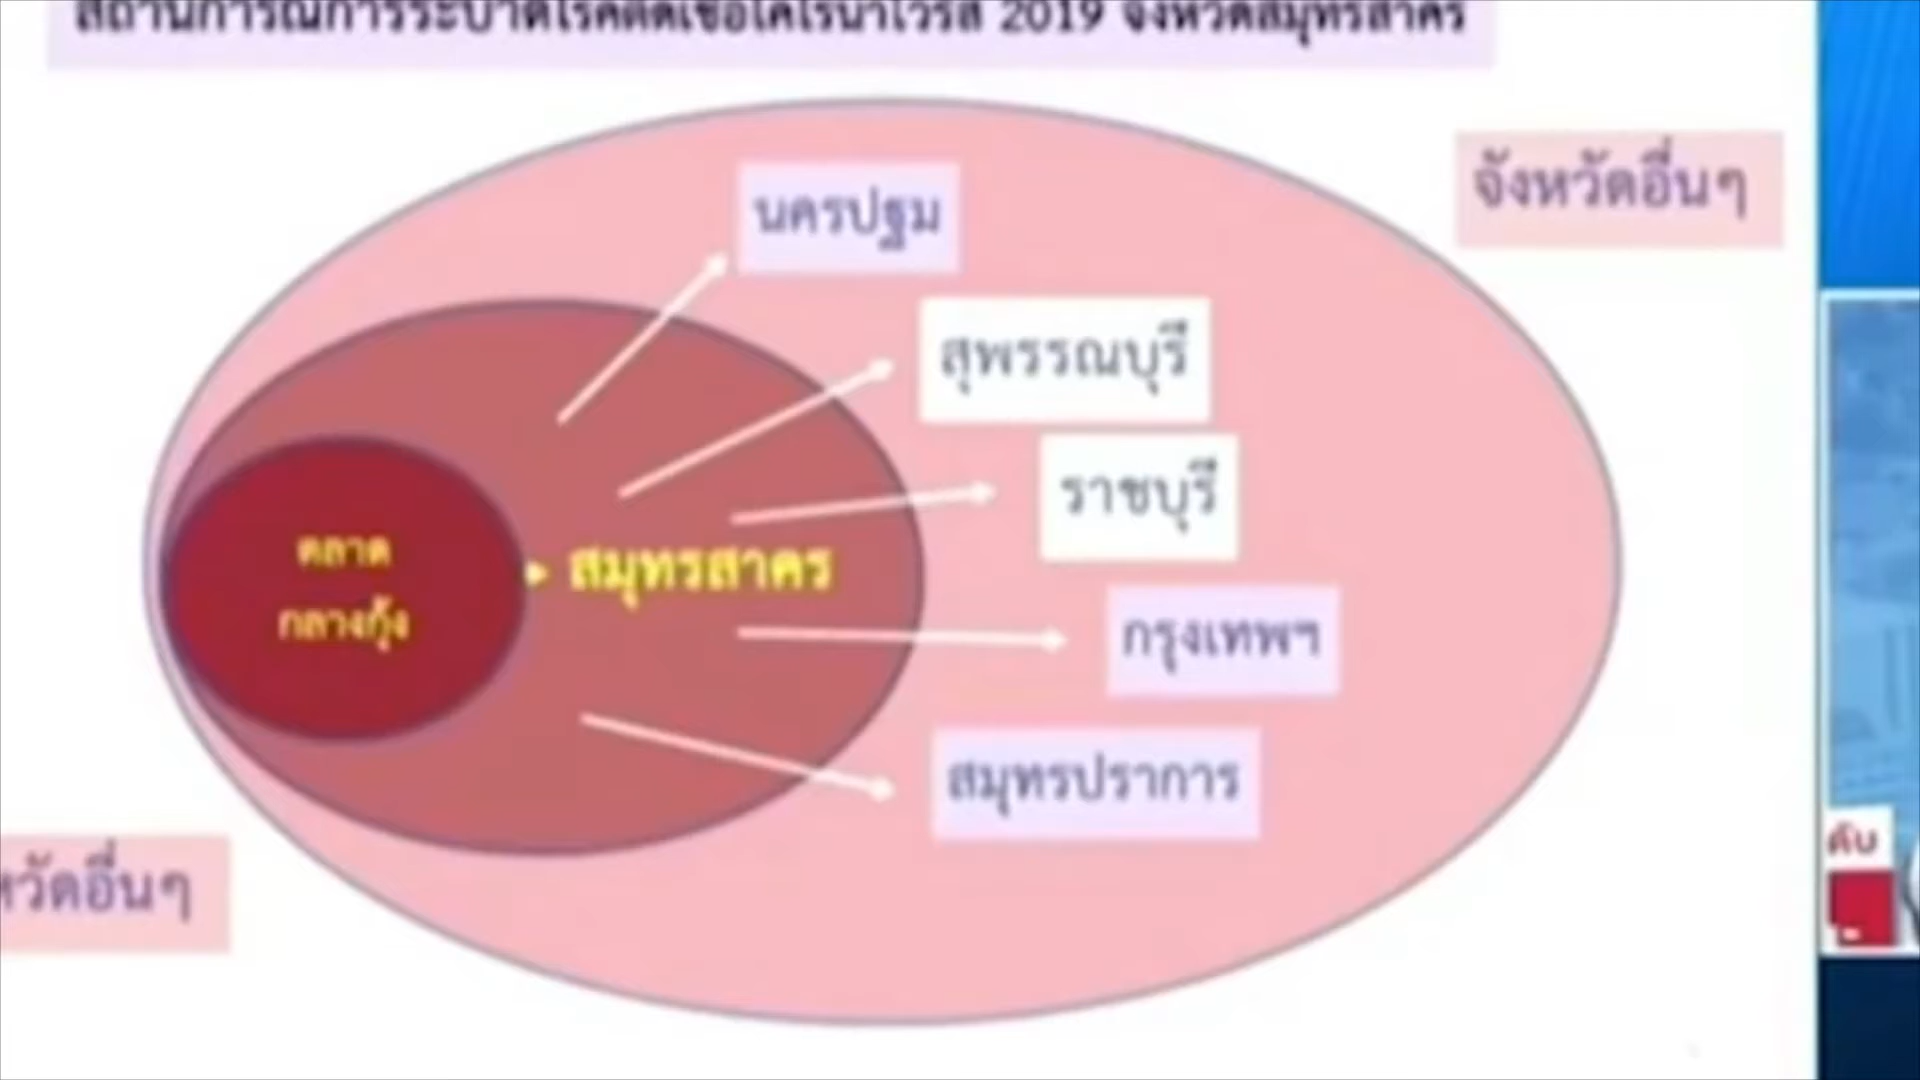 สถานการณ์การระบาดโรคติดเชื้อโคโรนาไวรัส 2019 จังหวัดสมุทรสาคร
จังหวัดอื่นๆ
นครปฐม
สุพรรณบุรี
ราชบุรี
ตลาด
กลางกุ้ง
สมุทรสาคร
กรุงเทพฯ
สมุทรปราการ
หวัดอื่นๆ